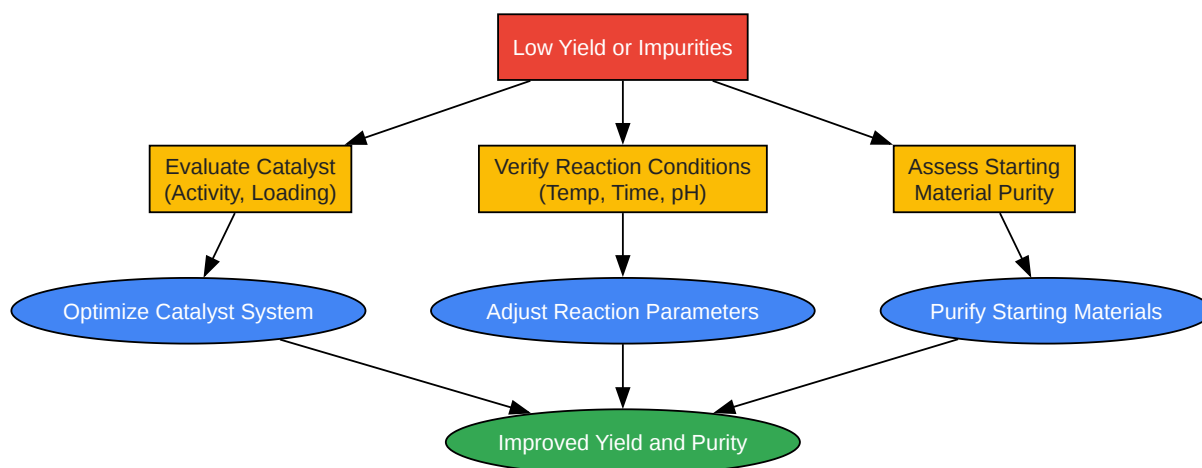 Low Yield or Impurities
Evaluate Catalyst
(Activity, Loading)
Verify Reaction Conditions
(Temp, Time, pH)
Assess Starting
Material Purity
Optimize Catalyst System
Adjust Reaction Parameters
Purify Starting Materials
Improved Yield and Purity